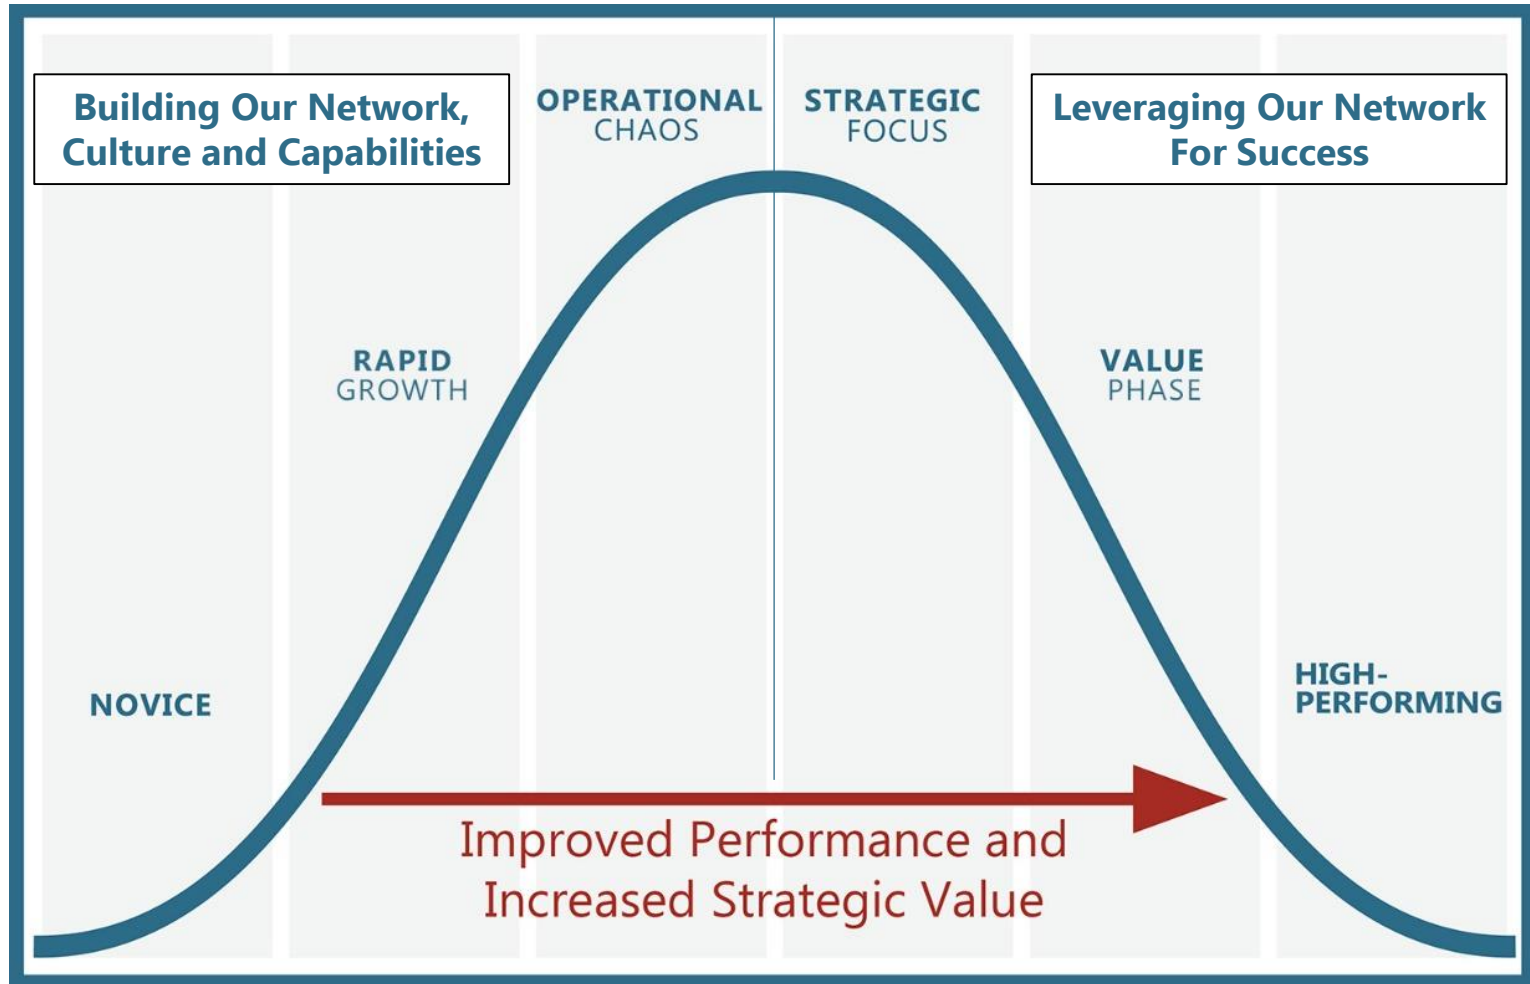 Building Our Network,
Culture and Capabilities
OPERATIONAL
CHAOS
STRATEGIC
FOCUS
Leveraging Our Network
For Success
RAPID
GROWTH
VALUE
PHASE
NOVICE
HIGH-
PERFORMING
Improved Performance and
Increased Strategic Value